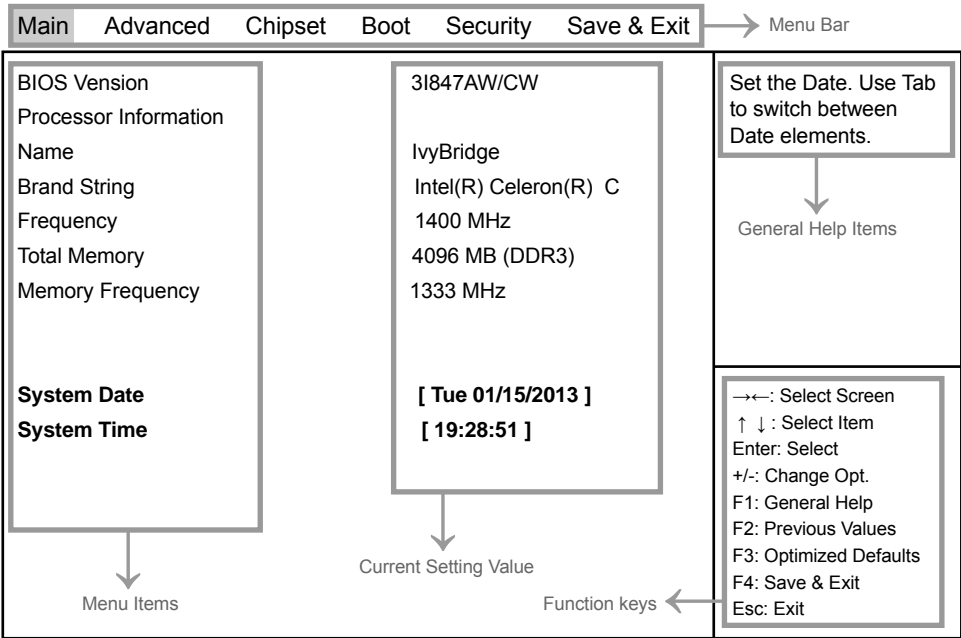 Main Advanced Chipset Boot Security Save & Exit
Menu Bar
BIOS Vension 3I847AW/CW
Processor Information
Name IvyBridge
Brand String Intel(R) Celeron(R) C
Frequency 1400 MHz
Total Memory 4096 MB (DDR3)
Memory Frequency 1333 MHz
System Date [ Tue 01/15/2013 ]
System Time [ 19:28:51 ]
Menu Items
Current Setting Value
Set the Date. Use Tab
to switch between
Date elements.
General Help Items
→←: Select Screen
↑ ↓ : Select Item
Enter: Select
+/-: Change Opt.
F1: General Help
F2: Previous Values
F3: Optimized Defaults
F4: Save & Exit
Esc: Exit
Function keys